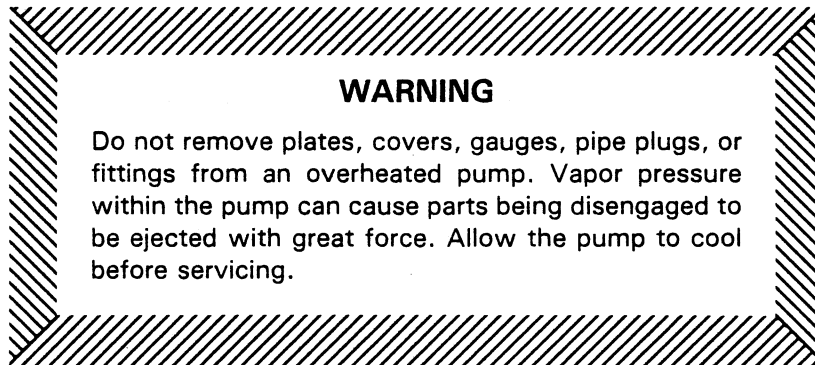 WARNING
Do not remove plates, covers, gauges, pipe plugs, or
fittings from an overheated pump. Vapor pressure
within the pump can cause parts being disengaged to
be ejected with great force. Allow the pump to cool
before servicing.